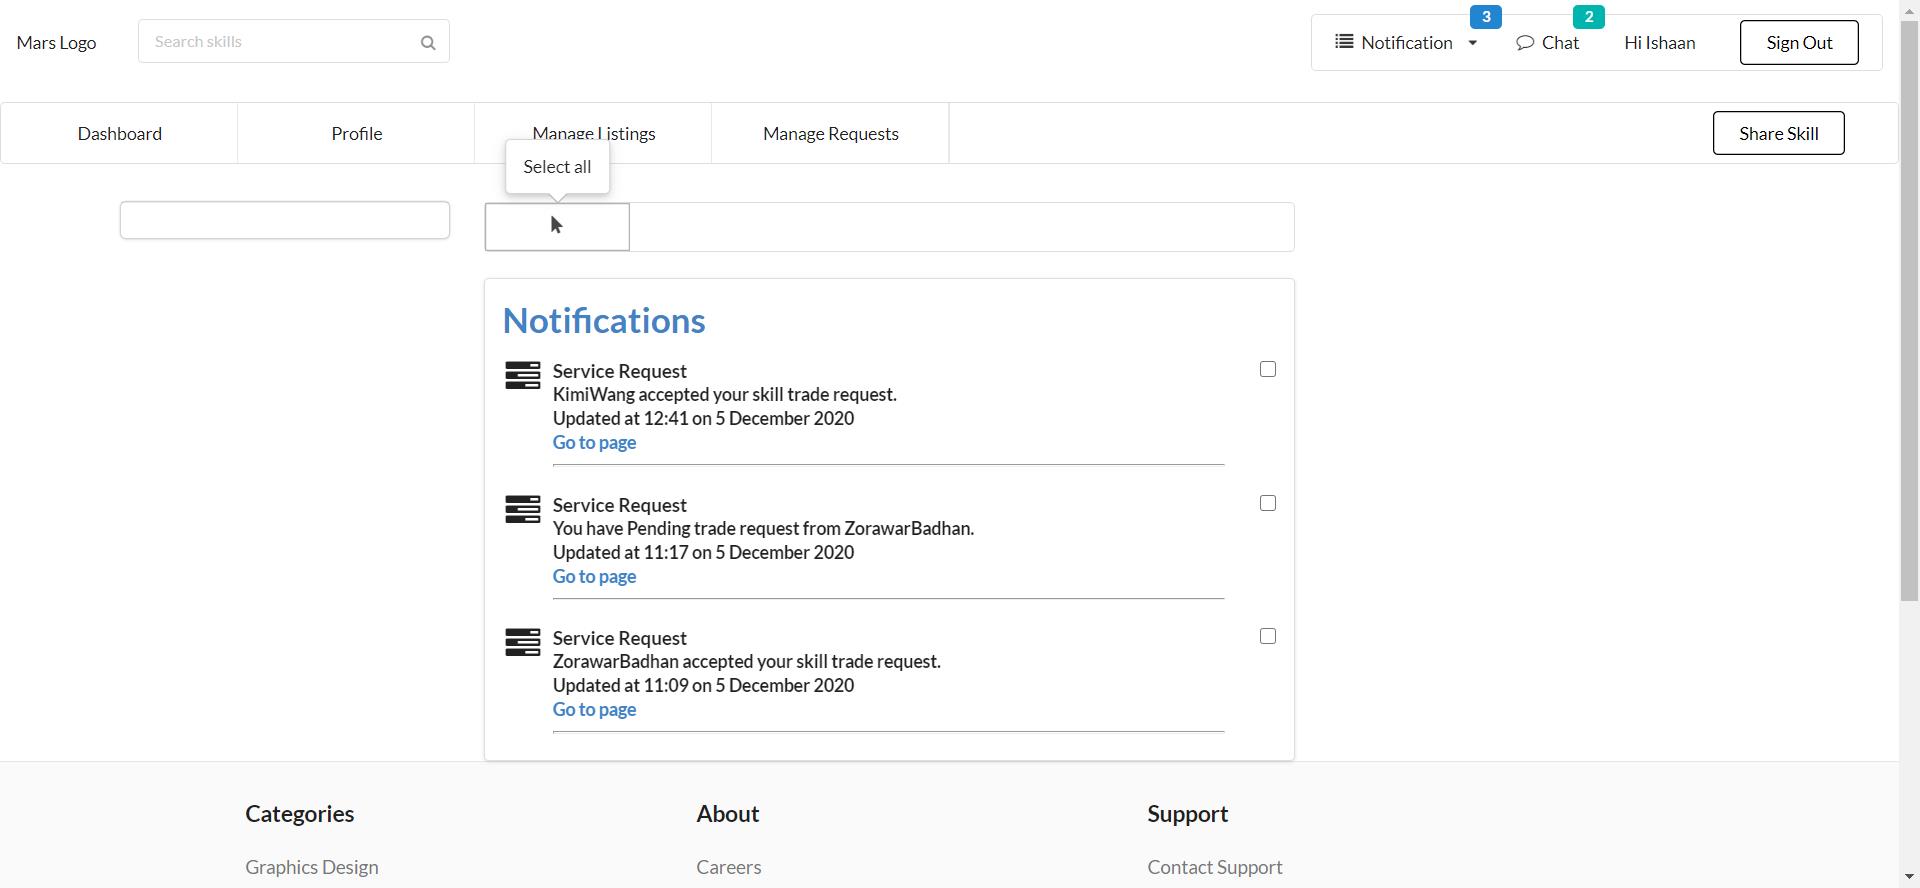 Mars Logo
Search skills
Notification
3
Chat
2
Hi Ishaan
Sign Out
Dashboard
Profile
Manage Listings
Manage Requests
Share Skill
Select all
Notifications
Service Request
KimiWang accepted your skill trade request.
Updated at 12:41 on 5 December 2020
Go to page
Service Request
You have Pending trade request from ZorawarBadhan.
Updated at 11:17 on 5 December 2020
Go to page
Service Request
ZorawarBadhan accepted your skill trade request.
Updated at 11:09 on 5 December 2020
Go to page
Categories
About
Support
Graphics Design
Careers
Contact Support